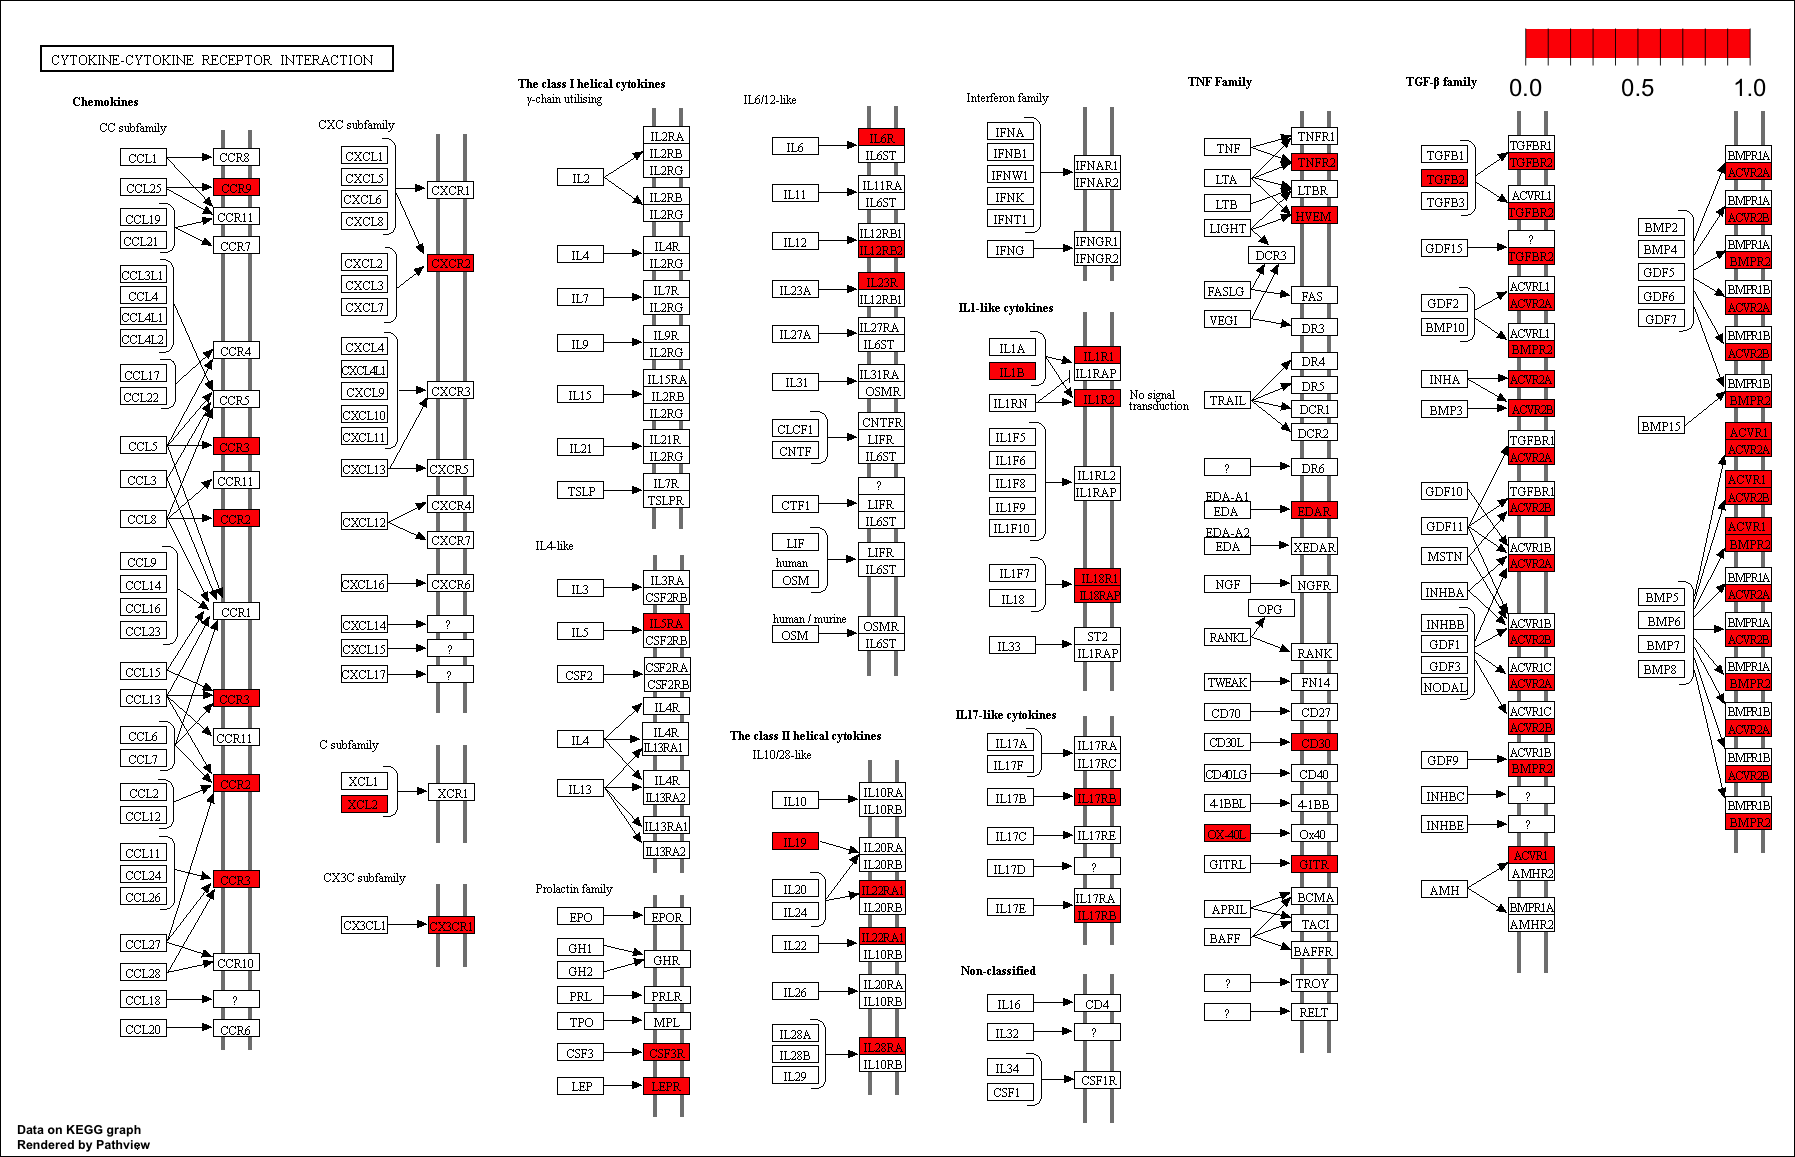 CYTOKINE-CYTOKINE RECEPTOR INTERACTION
0.0 0.5 1.0
Chemokines
CC subfamily
CCL1
CCL25
CCL19
CCL21
CCL3L1
CCL4
CCL4L1
CCL4L2
CCL17
CCL22
CCL5
CCL3
CCL8
CCL9
CCL14
CCL16
CCL23
CCL15
CCL13
CCL6
CCL7
CCL2
CCL12
CCL11
CCL24
CCL26
CCL27
CCL28
CCL18
CCL20
CCR8
CCR9
CCR11
CCR7
CCR4
CCR5
CCR3
CCR11
CCR2
CCR1
CCR3
CCR11
CCR2
CCR3
CCR10
?
CCR6
CXC subfamily
CXCL1
CXCL5
CXCL6
CXCL8
CXCL2
CXCL3
CXCL7
CXCL4
CXCL4L1
CXCL9
CXCL10
CXCL11
CXCL13
CXCL12
CXCL16
CXCL14
CXCL15
CXCL17
CXCR1
CXCR2
CXCR3
CXCR5
CXCR4
CXCR7
CXCR6
?
?
?
C subfamily
XCL1
XCL2
XCR1
CX3C subfamily
CX3CL1
CX3CR1
The class I helical cytokines
γ-chain utilising
IL2
IL4
IL7
IL9
IL15
IL21
TSLP
IL2RA
IL2RB
IL2RG
IL2RB
IL2RG
IL4R
IL2RG
IL7R
IL2RG
IL9R
IL2RG
IL15RA
IL2RB
IL2RG
IL21R
IL2RG
IL7R
TSLPR
IL4-like
IL3
IL5
CSF2
IL4
IL13
IL3RA
CSF2RB
IL5RA
CSF2RB
CSF2RA
CSF2RB
IL4R
IL4R
IL13RA1
IL4R
IL13RA2
IL13RA1
IL13RA2
Prolactin family
EPO
GH1
GH2
PRL
TPO
CSF3
LEP
EPOR
GHR
PRLR
MPL
CSF3R
LEPR
IL6/12-like
IL6
IL11
IL12
IL23A
IL27A
IL31
CLCF1
CNTF
CTF1
LIF
human
OSM
human / murine
OSM
IL6R
IL6ST
IL11RA
IL6ST
IL12RB1
IL12RB2
IL23R
IL12RB1
IL27RA
IL6ST
IL31RA
OSMR
CNTFR
LIFR
IL6ST
?
LIFR
IL6ST
LIFR
IL6ST
OSMR
IL6ST
The class II helical cytokines
IL10/28-like
IL10
IL19
IL20
IL24
IL22
IL26
IL28A
IL28B
IL29
IL10RA
IL10RB
IL20RA
IL20RB
IL22RA1
IL20RB
IL22RA1
IL10RB
IL20RA
IL10RB
IL28RA
IL10RB
Interferon family
IFNA
IFNB1
IFNW1
IFNK
IFNT1
IFNG
IFNAR1
IFNAR2
IFNGR1
IFNGR2
IL1-like cytokines
IL1A
IL1B
IL1RN
IL1F5
IL1F6
IL1F8
IL1F9
IL1F10
IL1F7
IL18
IL33
IL1R1
IL1RAP
IL1R2
No signal
transduction
IL1RL2
IL1RAP
IL18R1
IL18RAP
ST2
IL1RAP
IL17-like cytokines
IL17A
IL17F
IL17B
IL17C
IL17D
IL17E
IL17RA
IL17RC
IL17RB
IL17RE
?
IL17RA
IL17RB
Non-classified
IL16
IL32
IL34
CSF1
CD4
?
CSF1R
TNF Family
TNF
LTA
LTB
LIGHT
FASLG
VEGI
TRAIL
?
EDA-A1
EDA
EDA-A2
EDA
NGF
RANKL
TWEAK
CD70
CD30L
CD40LG
4-1BBL
OX-40L
GITRL
APRIL
BAFF
?
?
TNFR1
TNFR2
LTBR
HVEM
DCR3
FAS
DR3
DR4
DR5
DCR1
DCR2
DR6
EDAR
XEDAR
NGFR
OPG
RANK
FN14
CD27
CD30
CD40
4-1BB
Ox40
GITR
BCMA
TACI
BAFFR
TROY
RELT
TGF-β family
TGFB1
TGFB2
TGFB3
GDF15
GDF2
BMP10
INHA
BMP3
GDF10
GDF11
MSTN
INHBA
INHBB
GDF1
GDF3
NODAL
GDF9
INHBC
INHBE
AMH
TGFBR1
TGFBR2
ACVRL1
TGFBR2
?
TGFBR2
ACVRL1
ACVR2A
ACVRL1
BMPR2
ACVR2A
ACVR2B
TGFBR1
ACVR2A
TGFBR1
ACVR2B
ACVR1B
ACVR2A
ACVR1B
ACVR2B
ACVR1C
ACVR2A
ACVR1C
ACVR2B
ACVR1B
BMPR2
?
?
ACVR1
AMHR2
BMPR1A
AMHR2
BMP2
BMP4
GDF5
GDF6
GDF7
BMP15
BMP5
BMP6
BMP7
BMP8
BMPR1A
ACVR2A
BMPR1A
ACVR2B
BMPR1A
BMPR2
BMPR1B
ACVR2A
BMPR1B
ACVR2B
BMPR1B
BMPR2
ACVR1
ACVR2A
ACVR1
ACVR2B
ACVR1
BMPR2
BMPR1A
ACVR2A
BMPR1A
ACVR2B
BMPR1A
BMPR2
BMPR1B
ACVR2A
BMPR1B
ACVR2B
BMPR1B
BMPR2
Data on KEGG graph
Rendered by Pathview